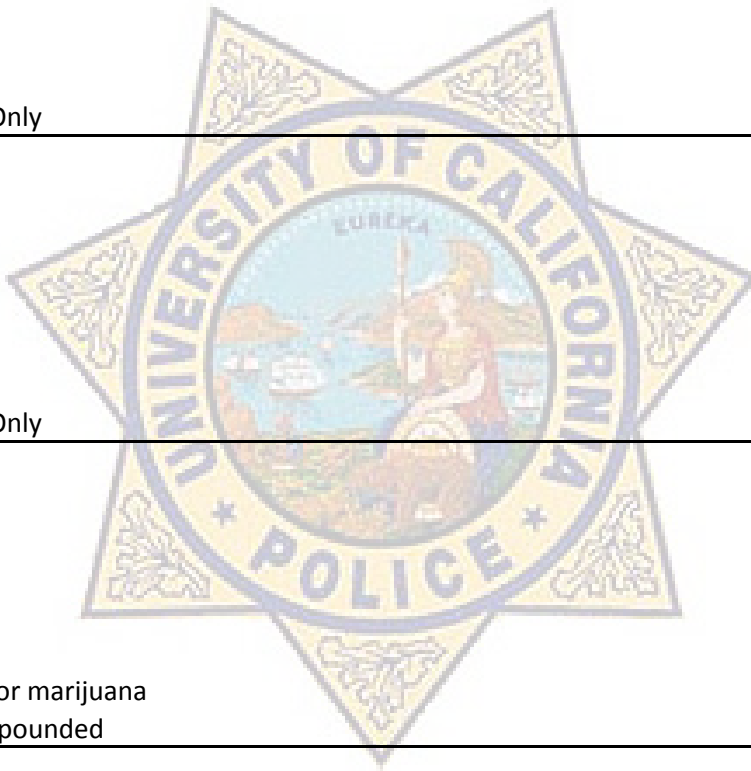 Only
UNIVERSITY OF CALIFORNIA
EUREKA
Only
POLICE
or marijuana
pounded